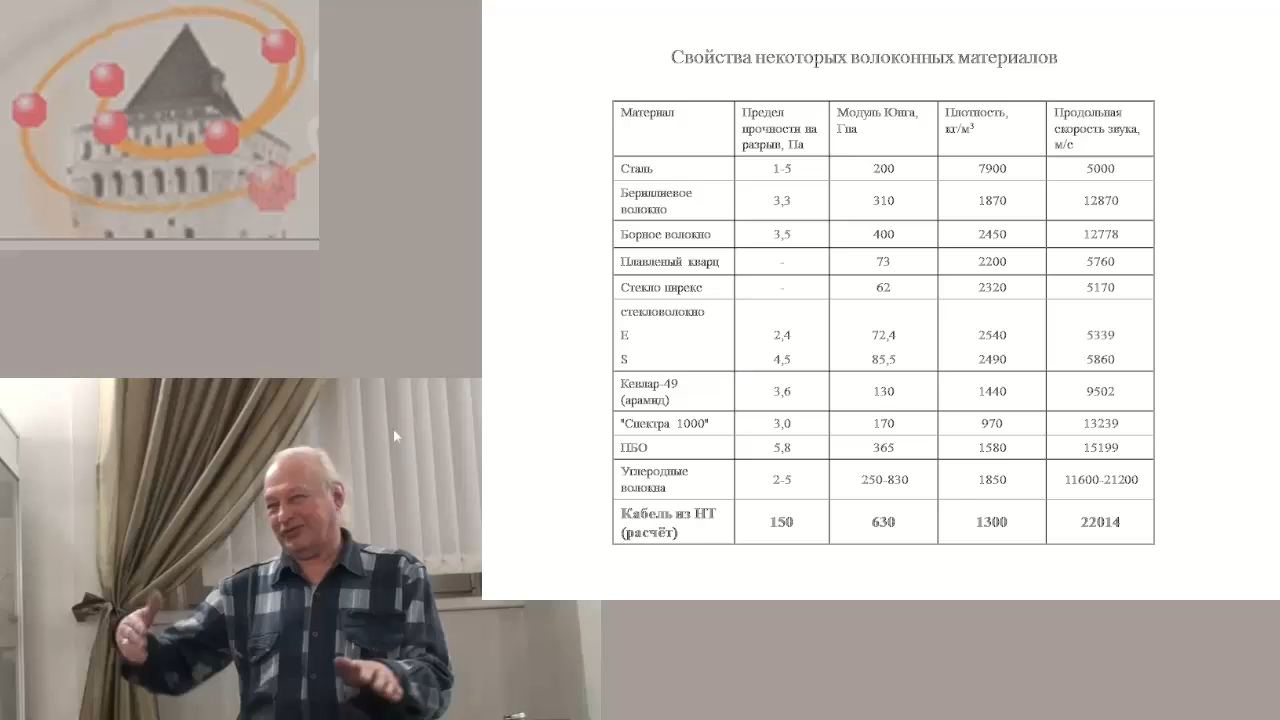 Свойства некоторых волоконных материалов
Материал
Предел прочности на разрыв, Па
Модуль Юнга, Гпа
Плотность, кг/м³
Продольная скорость звука, м/с
Сталь 1-5 200 7900 5000
Бериллиевое волокно 3,3 310 1870 12870
Борное волокно 3,5 400 2450 12778
Плавленый кварц - 73 2200 5760
Стекло пирекс - 62 2320 5170
стекловолокно
E 2,4 72,4 2540 5339
S 4,5 85,5 2490 5860
Кевлар-49 (арамид) 3,6 130 1440 9502
"Спектра 1000" 3,0 170 970 13239
ПБО 5,8 365 1580 15199
Углеродные волокна 2-5 250-830 1850 11600-21200
Кабель из НТ (расчёт) 150 630 1300 22014